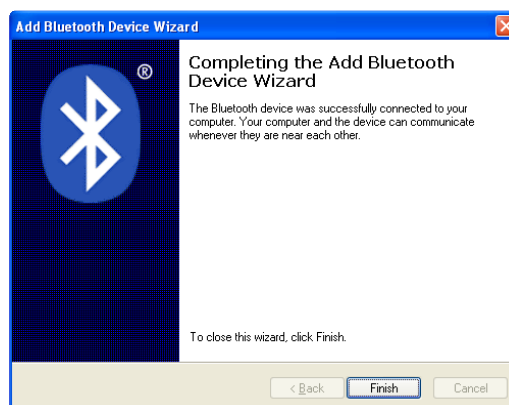 Add Bluetooth Device Wizard
®
Completing the Add Bluetooth
Device Wizard
The Bluetooth device was successfully connected to your
computer. Your computer and the device can communicate
whenever they are near each other.
To close this wizard, click Finish.
< Back
Finish
Cancel